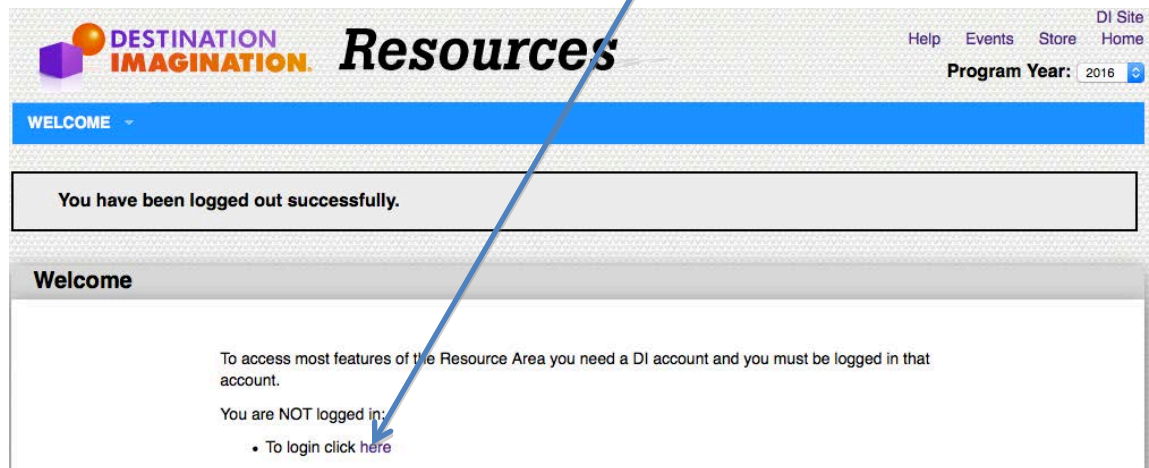 DI Site
DESTINATION
IMAGINATION.
Resources
Help Events Store Home
Program Year: 2016
WELCOME
You have been logged out successfully.
Welcome
To access most features of the Resource Area you need a DI account and you must be logged in that
account.
You are NOT logged in:
• To login click here